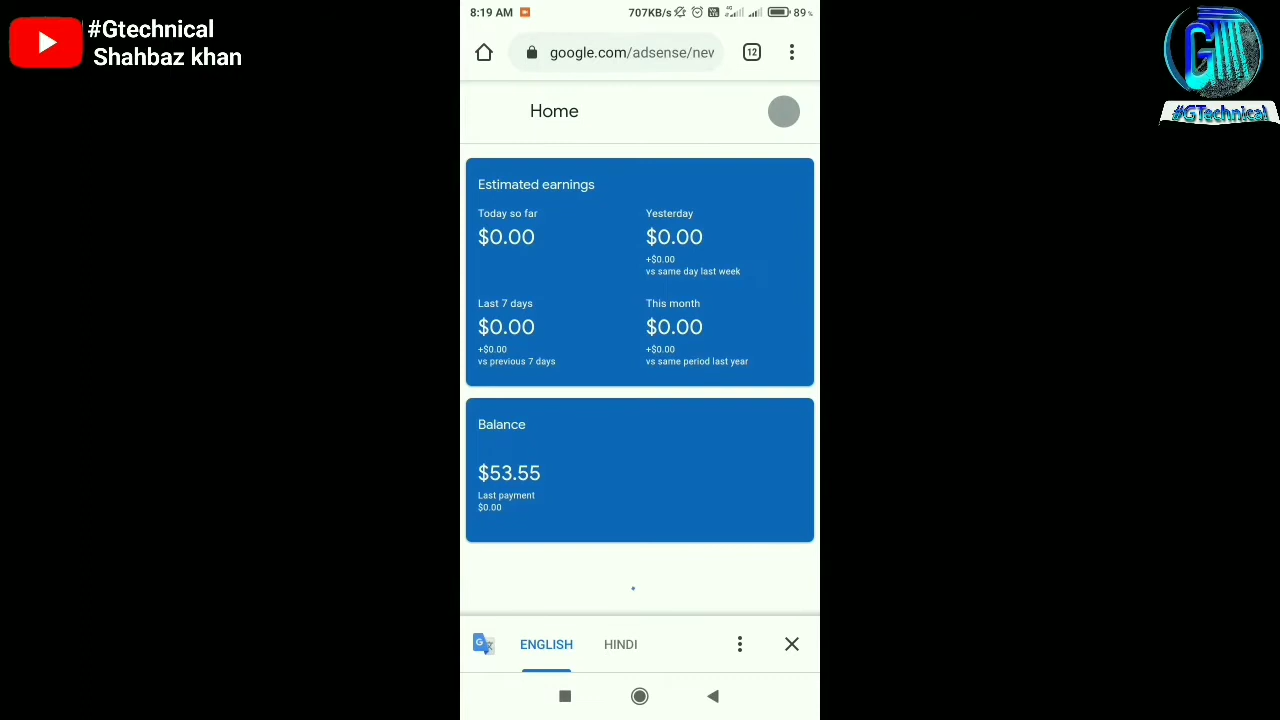 #Gtechnical
Shahbaz khan
#GTechnical
8:19 AM
707KB/s
4G
89%
google.com/adsense/nev
12
Home
Estimated earnings
Today so far
$0.00
Yesterday
$0.00
+$0.00
vs same day last week
Last 7 days
$0.00
+$0.00
vs previous 7 days
This month
$0.00
+$0.00
vs same period last year
Balance
$53.55
Last payment
$0.00
ENGLISH
HINDI